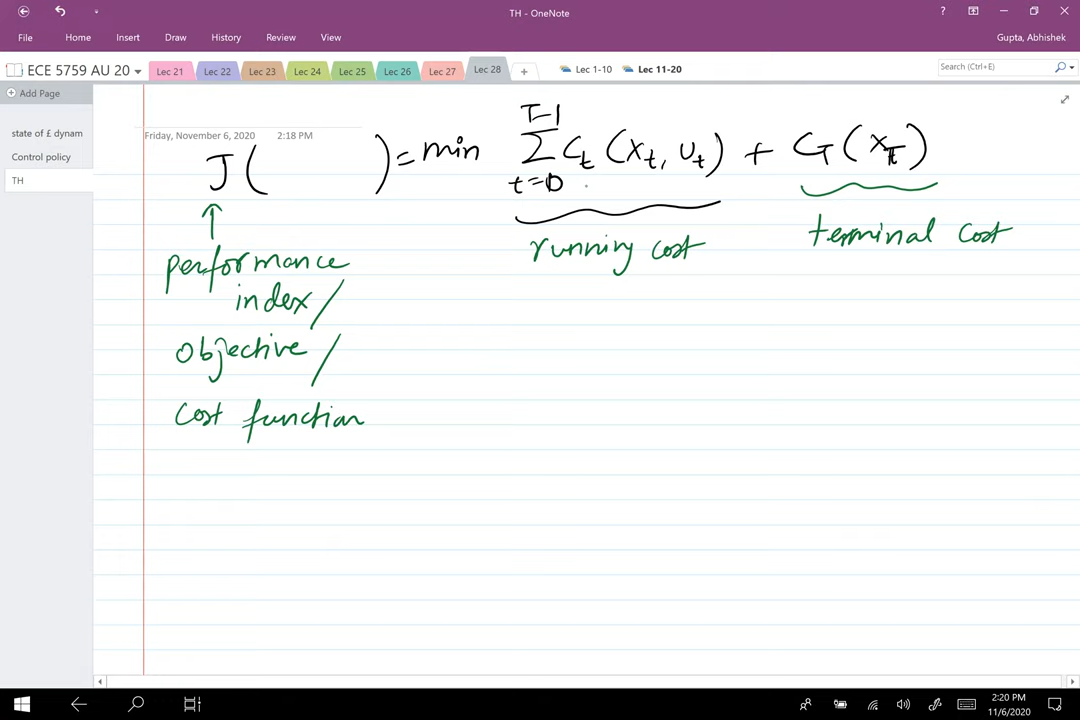 TH - OneNote
File Home Insert Draw History Review View
Gupta, Abhishek
ECE 5759 AU 20
Lec 21 Lec 22 Lec 23 Lec 24 Lec 25 Lec 26 Lec 27 Lec 28 + Lec 1-10 Lec 11-20
Search (Ctrl+E)
Add Page
state of £ dynam
Control policy
TH
Friday, November 6, 2020 2:18 PM
J( ) = min Σ_{t=0}^{T-1} C_t (x_t, u_t) + C_T (x_T)
running cost
terminal cost
performance
index /
objective /
cost function
2:20 PM
11/6/2020